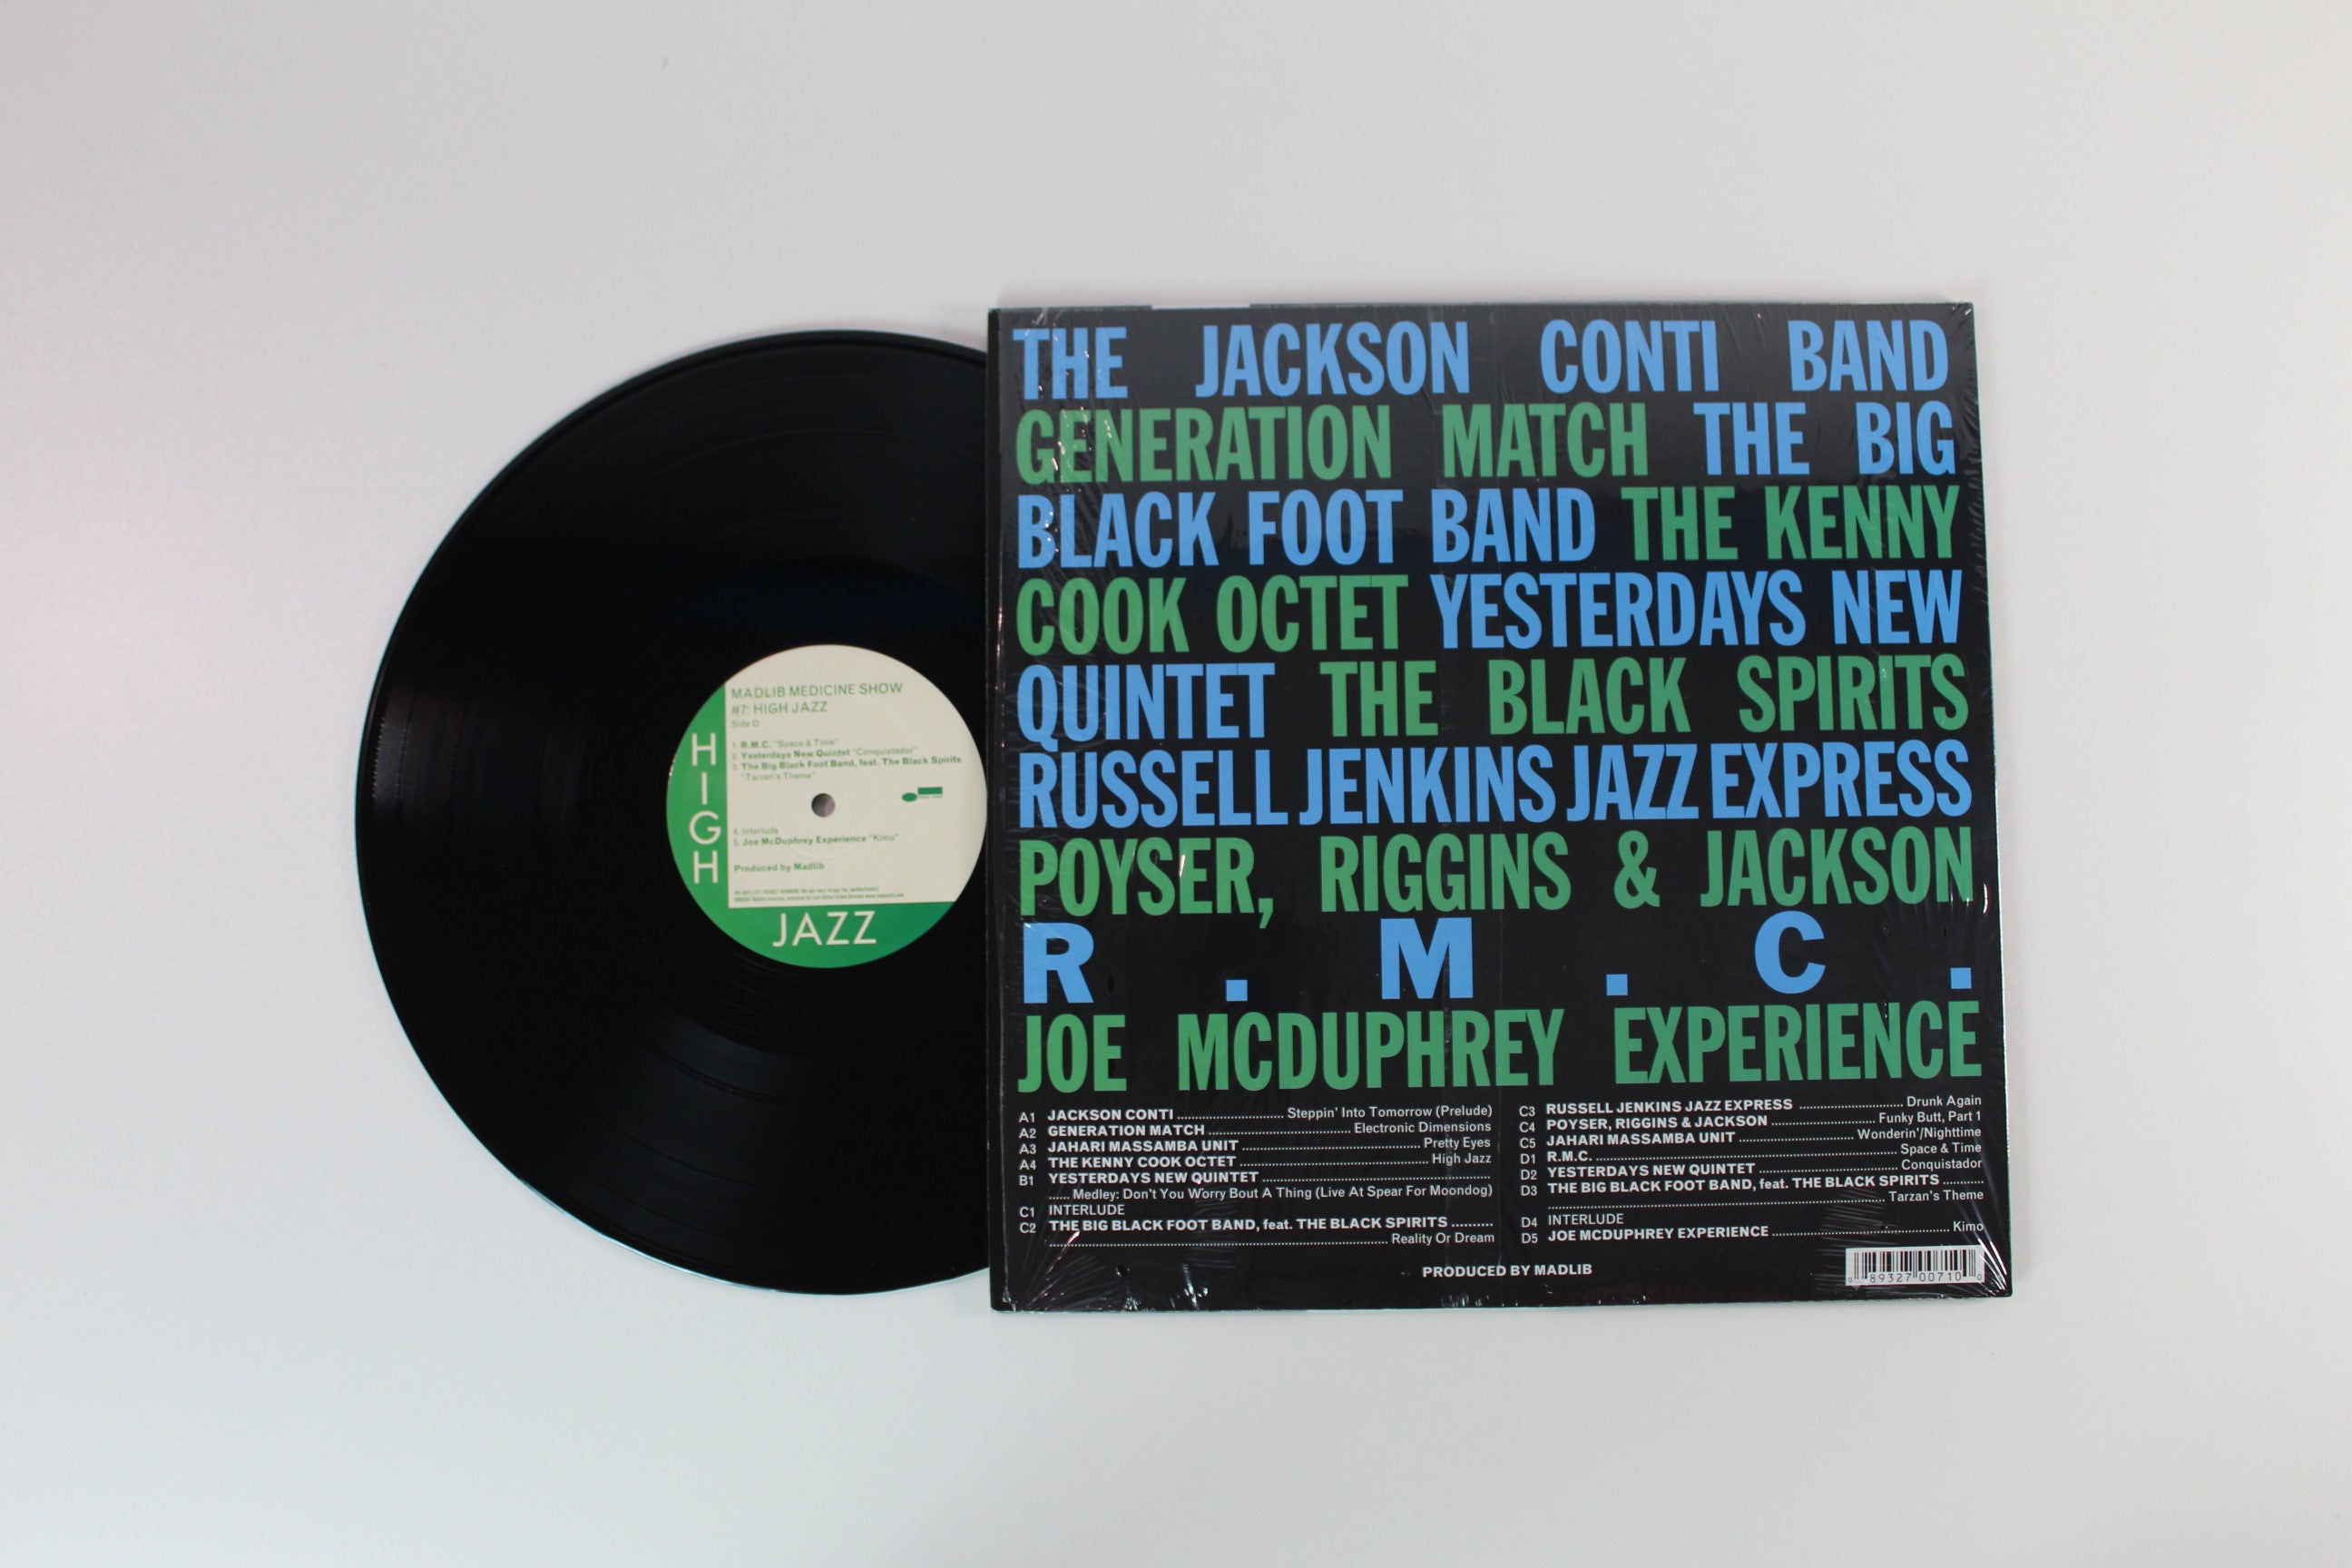 MADLIB MEDICINE SHOW
#7: HIGH JAZZ
Side D
1. R.M.C. "Space & Time"
2. Yesterdays New Quintet "Conquistador"
3. The Big Black Foot Band, feat. The Black Spirits
"Tarzan's Theme"
4. Interlude
5. Joe McDuphrey Experience "Kimo"
Produced by Madlib
HIGH
JAZZ
THE JACKSON CONTI BAND
GENERATION MATCH THE BIG
BLACK FOOT BAND THE KENNY
COOK OCTET YESTERDAYS NEW
QUINTET THE BLACK SPIRITS
RUSSELL JENKINS JAZZ EXPRESS
POYSER, RIGGINS & JACKSON
R.M.C.
JOE MCDUPHREY EXPERIENCE
A1 JACKSON CONTI ........ Steppin' Into Tomorrow (Prelude)
A2 GENERATION MATCH ........ Electronic Dimensions
A3 JAHARI MASSAMBA UNIT ........ Pretty Eyes
A4 THE KENNY COOK OCTET ........ High Jazz
B1 YESTERDAYS NEW QUINTET ........
...... Medley: Don't You Worry Bout A Thing (Live At Spear For Moondog)
C1 INTERLUDE
C2 THE BIG BLACK FOOT BAND, feat. THE BLACK SPIRITS ........
........ Reality Or Dream
C3 RUSSELL JENKINS JAZZ EXPRESS ........ Drunk Again
C4 POYSER, RIGGINS & JACKSON ........ Funky Butt, Part 1
C5 JAHARI MASSAMBA UNIT ........ Wonderin'/Nighttime
D1 R.M.C. ........ Space & Time
D2 YESTERDAYS NEW QUINTET ........ Conquistador
D3 THE BIG BLACK FOOT BAND, feat. THE BLACK SPIRITS ........
........ Tarzan's Theme
D4 INTERLUDE
D5 JOE MCDUPHREY EXPERIENCE ........ Kimo
PRODUCED BY MADLIB
9 89327 00710 0